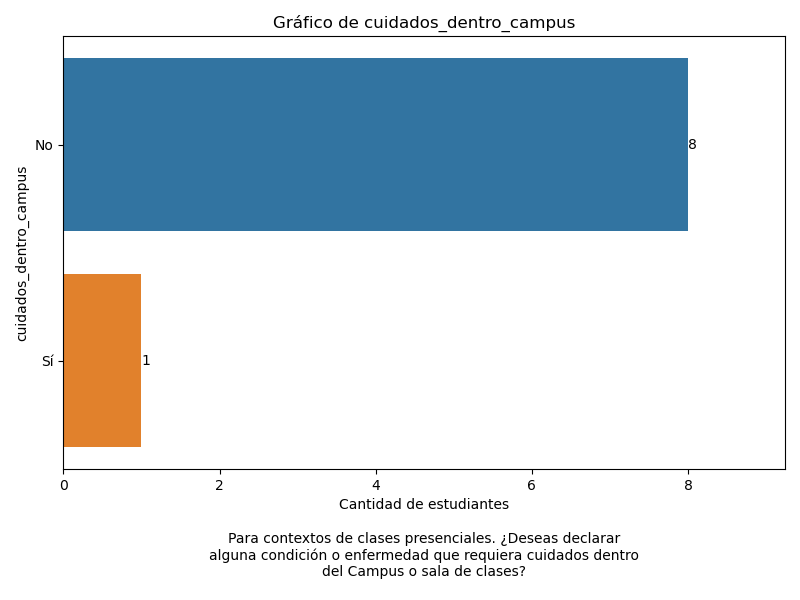 Gráfico de cuidados_dentro_campus
cuidados_dentro_campus
No
8
Sí
1
0 2 4 6 8
Cantidad de estudiantes
Para contextos de clases presenciales. ¿Deseas declarar
alguna condición o enfermedad que requiera cuidados dentro
del Campus o sala de clases?